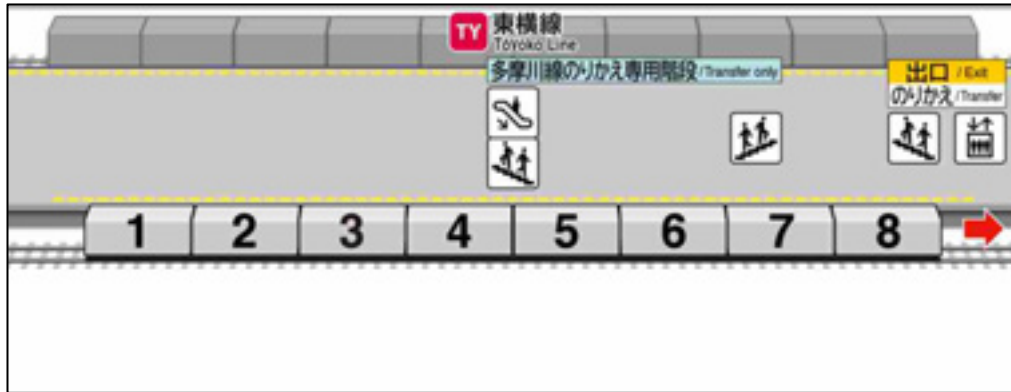 TY 東横線
Toyoko Line
多摩川線のりかえ専用階段 / Transfer only
出口 / Exit
のりかえ / Transfer
1 2 3 4 5 6 7 8